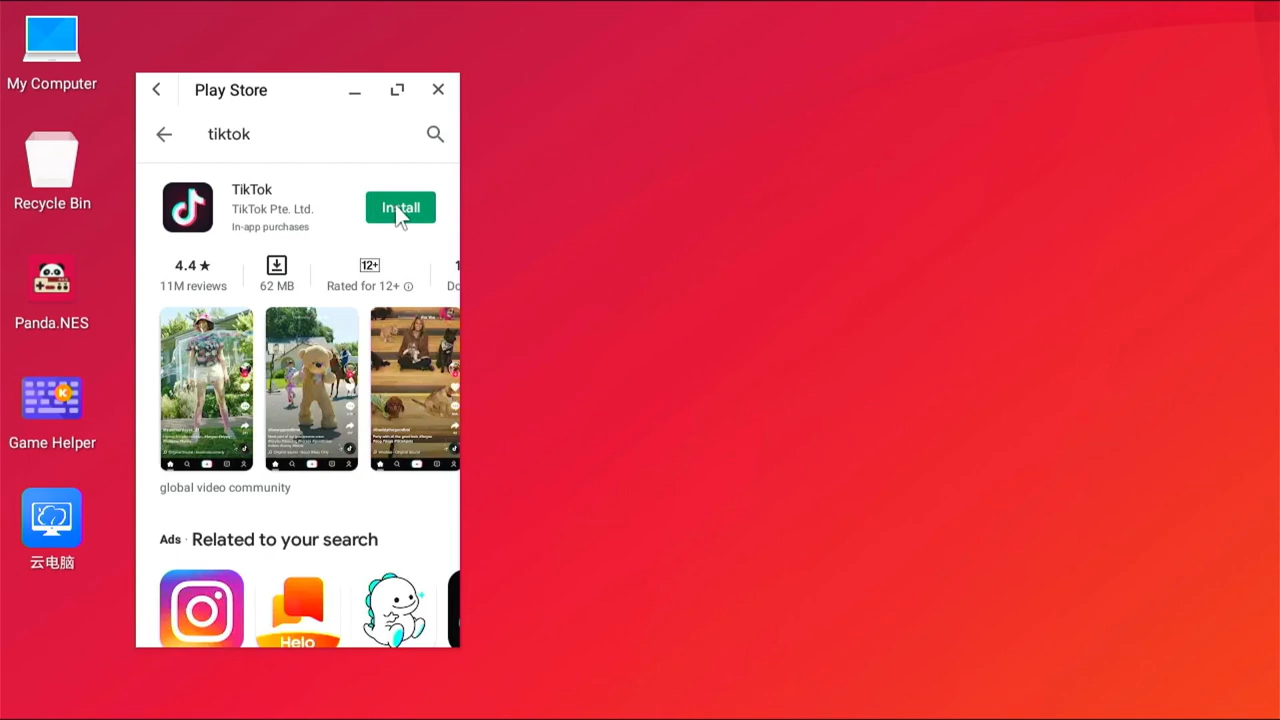 My Computer
Recycle Bin
Panda.NES
Game Helper
云电脑
Play Store
tiktok
TikTok
TikTok Pte. Ltd.
In-app purchases
Install
4.4★
11M reviews
62 MB
12+
Rated for 12+
global video community
Ads · Related to your search
Helo